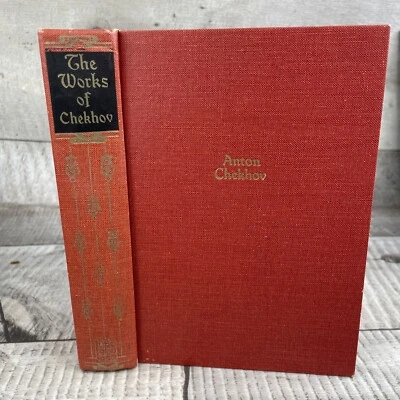 The
Works
of
Chekhov
Anton
Chekhov